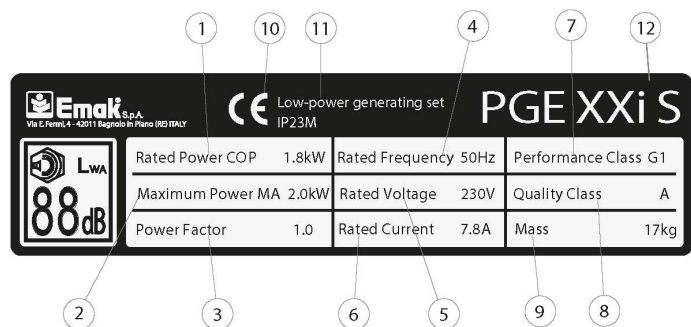 1 10 11 4 7 12
Emak S.p.A.
Via E. Fermi, 4 - 42011 Bagnolo in Piano (RE) ITALY
CE
Low-power generating set
IP23M
PGE XXi S
LWA
88dB
Rated Power COP 1.8kW
Rated Frequency 50Hz
Performance Class G1
Maximum Power MA 2.0kW
Rated Voltage 230V
Quality Class A
Power Factor 1.0
Rated Current 7.8A
Mass 17kg
2 3 6 5 9 8